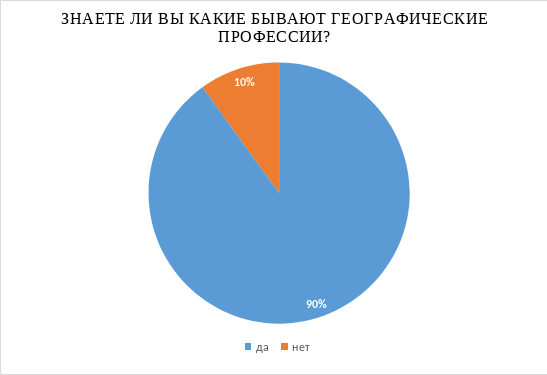 ЗНАЕТЕ ЛИ ВЫ КАКИЕ БЫВАЮТ ГЕОГРАФИЧЕСКИЕ
ПРОФЕССИИ?
10%
90%
да нет